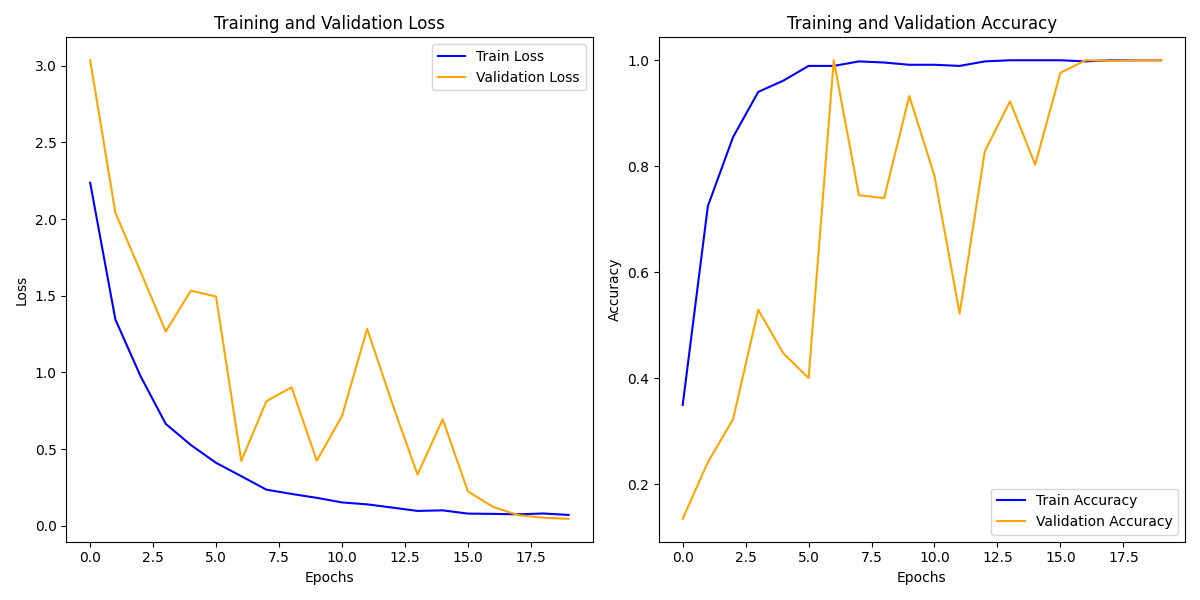 Training and Validation Loss
Train Loss
Validation Loss
3.0
2.5
2.0
1.5
1.0
0.5
0.0
Loss
0.0 2.5 5.0 7.5 10.0 12.5 15.0 17.5
Epochs
Training and Validation Accuracy
1.0
0.8
0.6
0.4
0.2
Accuracy
Train Accuracy
Validation Accuracy
0.0 2.5 5.0 7.5 10.0 12.5 15.0 17.5
Epochs